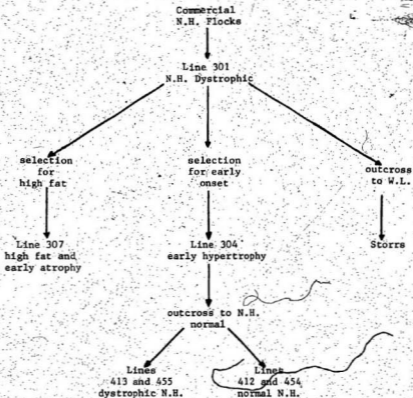 Commercial
N.H. Flocks
Line 301
N.H. Dystrophic
selection
for
high fat
selection
for early
onset
outcross
to W.L.
Line 307
high fat and
early atrophy
Line 304
early hypertrophy
Storrs
outcross to N.H.
normal
Lines
413 and 455
dystrophic N.H.
Lines
412 and 454
normal N.H.